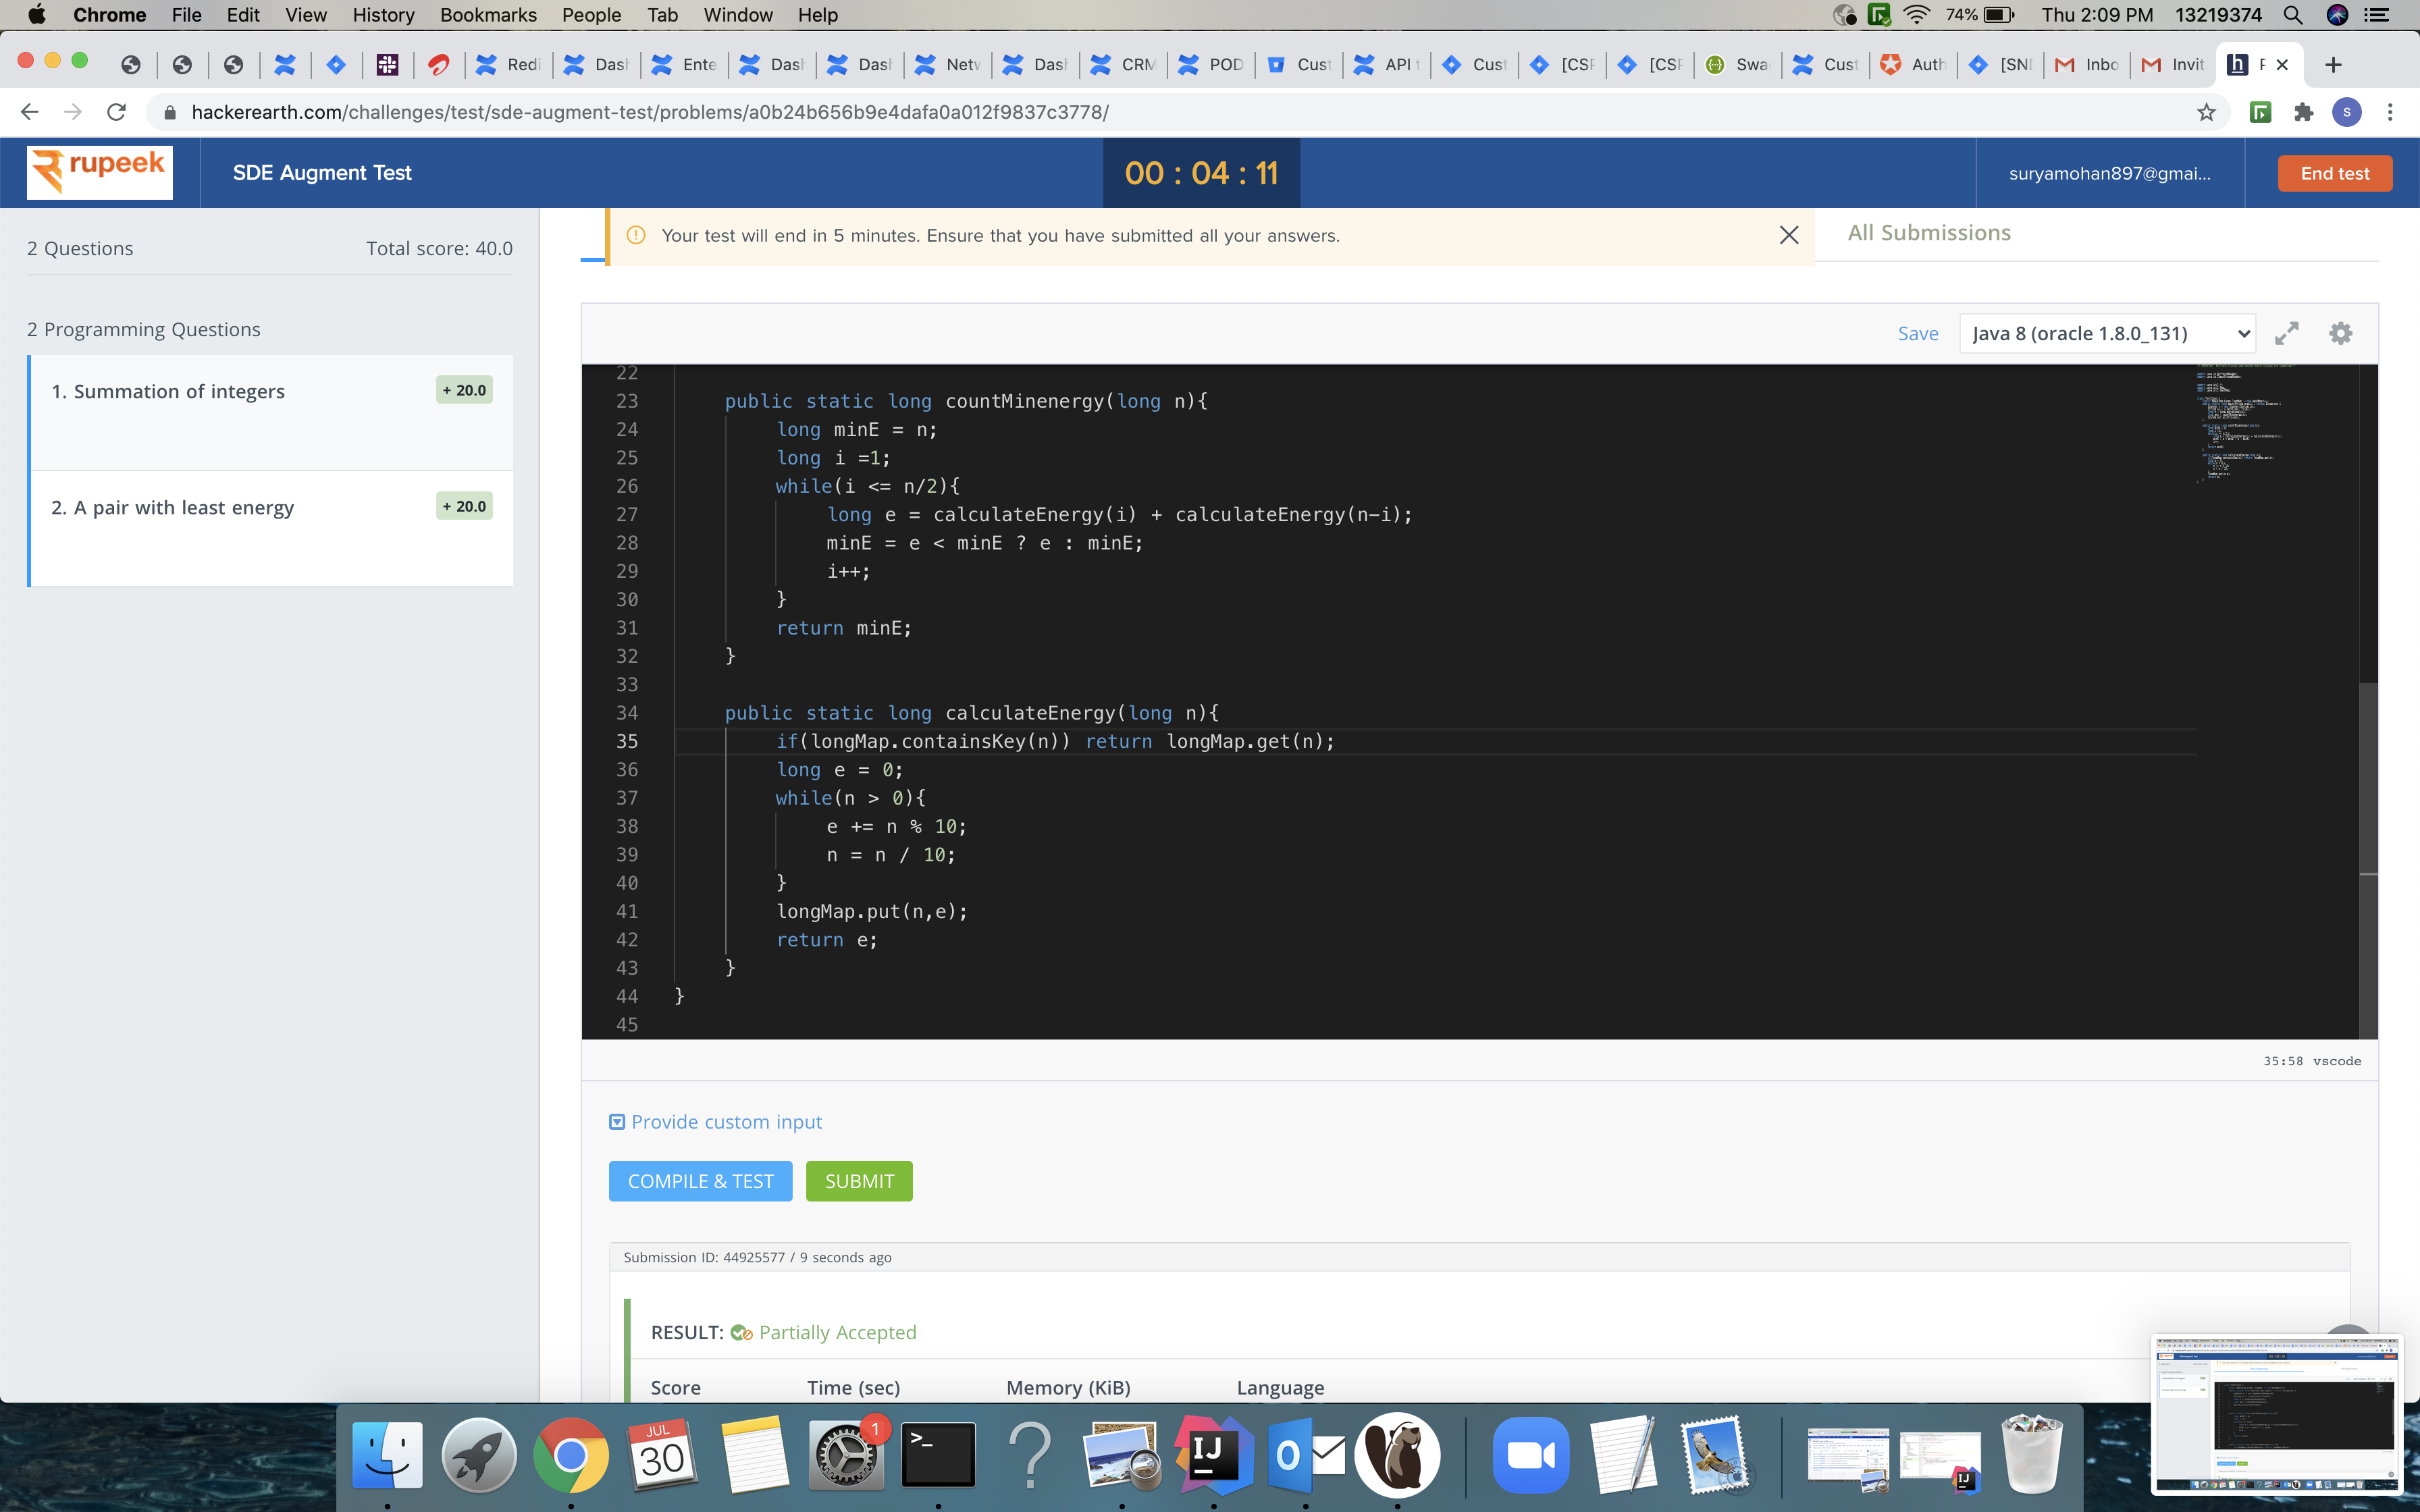 Chrome File Edit View History Bookmarks People Tab Window Help 74% Thu 2:09 PM 13219374
Redi Dash Ente Dash Dash Netw Dash CRM POD Cust API t Cust [CSF [CSF Swa Cust Auth [SNI Inbo Invit
hackerearth.com/challenges/test/sde-augment-test/problems/a0b24b656b9e4dafa0a012f9837c3778/ s
rupeek SDE Augment Test 00 : 04 : 11 suryamohan897@gmai... End test
2 Questions Total score: 40.0
Your test will end in 5 minutes. Ensure that you have submitted all your answers.
All Submissions
2 Programming Questions
1. Summation of integers + 20.0
2. A pair with least energy + 20.0
Save Java 8 (oracle 1.8.0_131)
22
23 public static long countMinenergy(long n){
24 long minE = n;
25 long i =1;
26 while(i <= n/2){
27 long e = calculateEnergy(i) + calculateEnergy(n-i);
28 minE = e < minE ? e : minE;
29 i++;
30 }
31 return minE;
32 }
33
34 public static long calculateEnergy(long n){
35 if(longMap.containsKey(n)) return longMap.get(n);
36 long e = 0;
37 while(n > 0){
38 e += n % 10;
39 n = n / 10;
40 }
41 longMap.put(n,e);
42 return e;
43 }
44 }
45
35:58 vscode
Provide custom input
COMPILE & TEST SUBMIT
Submission ID: 44925577 / 9 seconds ago
RESULT: Partially Accepted
Score Time (sec) Memory (KiB) Language
JUL
30
1
>_
IJ
O
IJ